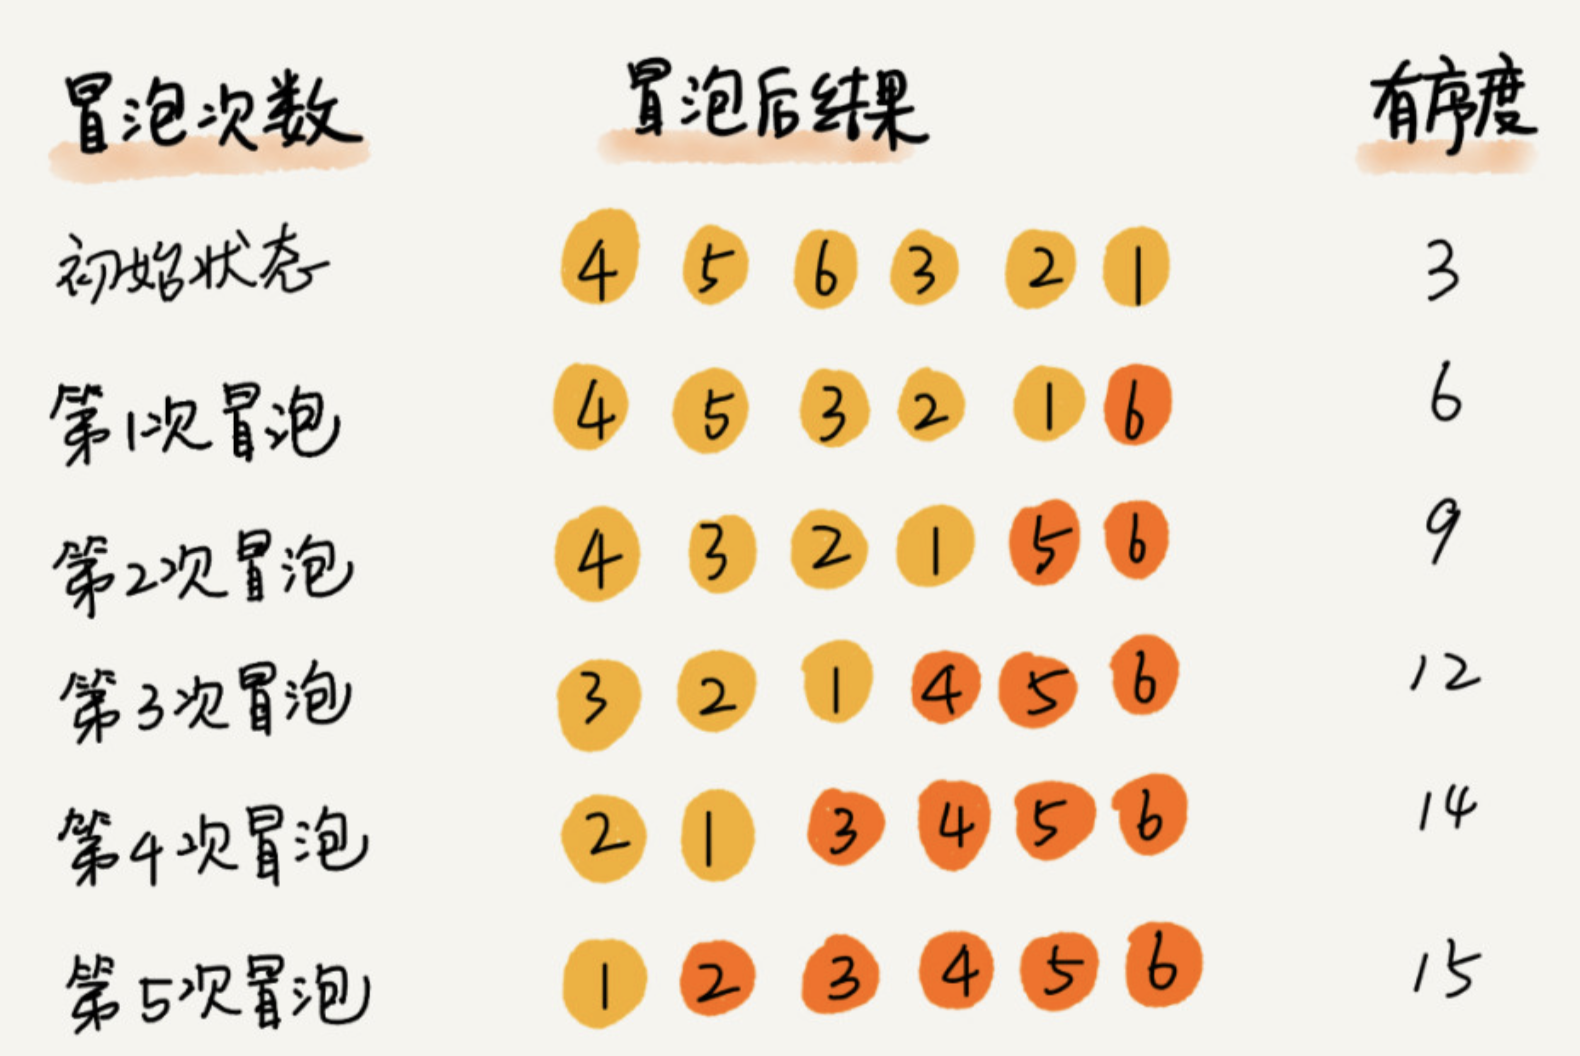 冒泡次数 冒泡后结果 有序度
初始状态 4 5 6 3 2 1 3
第1次冒泡 4 5 3 2 1 6 6
第2次冒泡 4 3 2 1 5 6 9
第3次冒泡 3 2 1 4 5 6 12
第4次冒泡 2 1 3 4 5 6 14
第5次冒泡 1 2 3 4 5 6 15